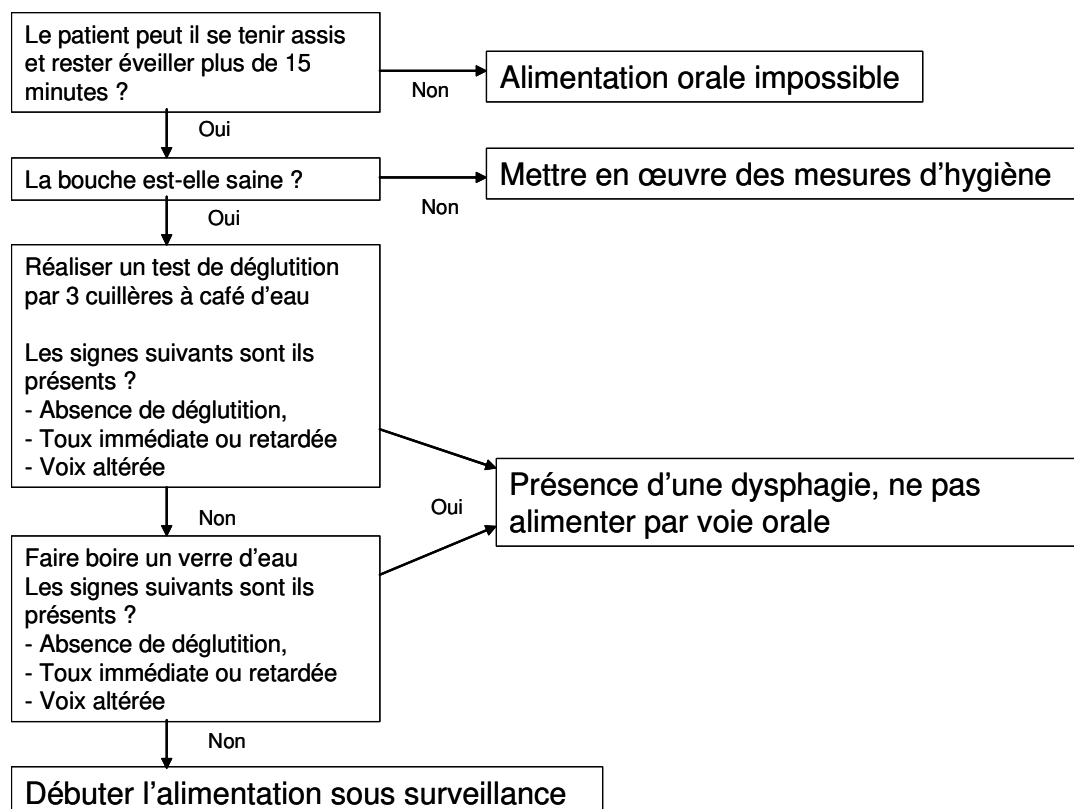 Le patient peut il se tenir assis
et rester éveiller plus de 15
minutes ?
Non
Alimentation orale impossible
Oui
La bouche est-elle saine ?
Non
Mettre en œuvre des mesures d'hygiène
Oui
Réaliser un test de déglutition
par 3 cuillères à café d'eau
Les signes suivants sont ils
présents ?
- Absence de déglutition,
- Toux immédiate ou retardée
- Voix altérée
Oui
Présence d'une dysphagie, ne pas
alimenter par voie orale
Non
Faire boire un verre d'eau
Les signes suivants sont ils
présents ?
- Absence de déglutition,
- Toux immédiate ou retardée
- Voix altérée
Non
Débuter l'alimentation sous surveillance